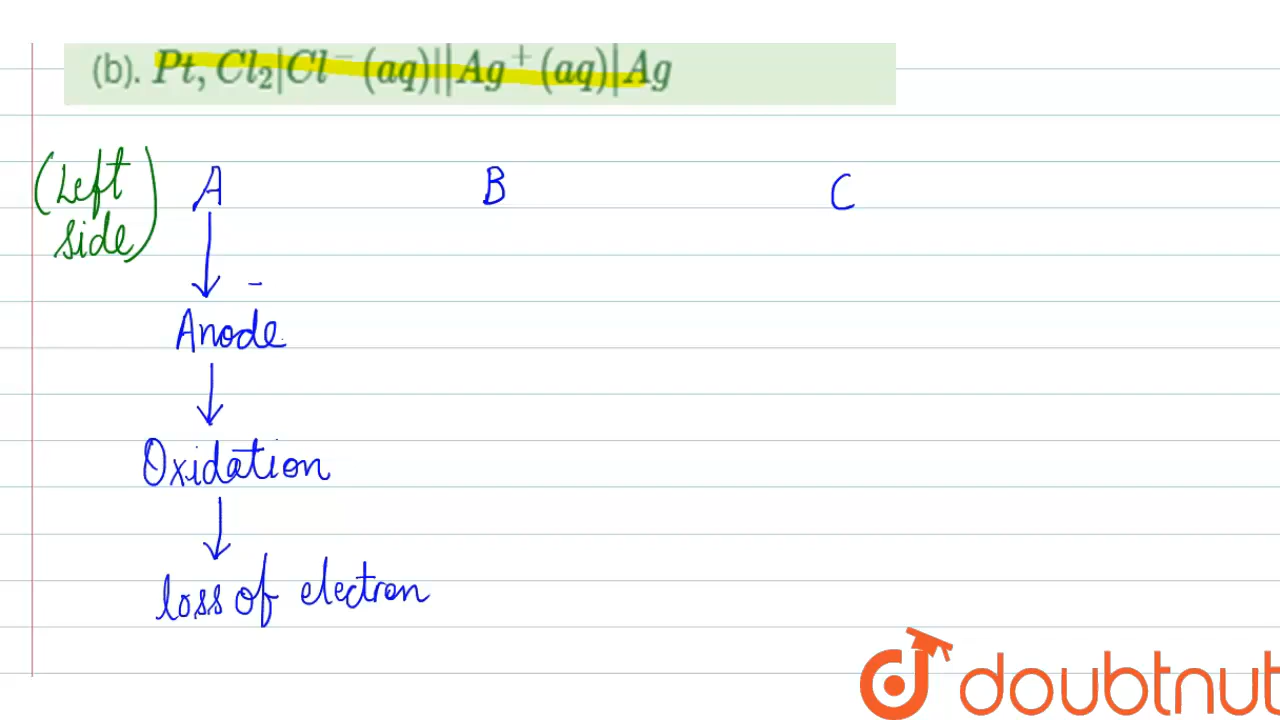 (b). Pt, Cl₂|Cl⁻(aq)||Ag⁺(aq)|Ag
(Left side) A B C
Anode
Oxidation
loss of electron
doubtnut